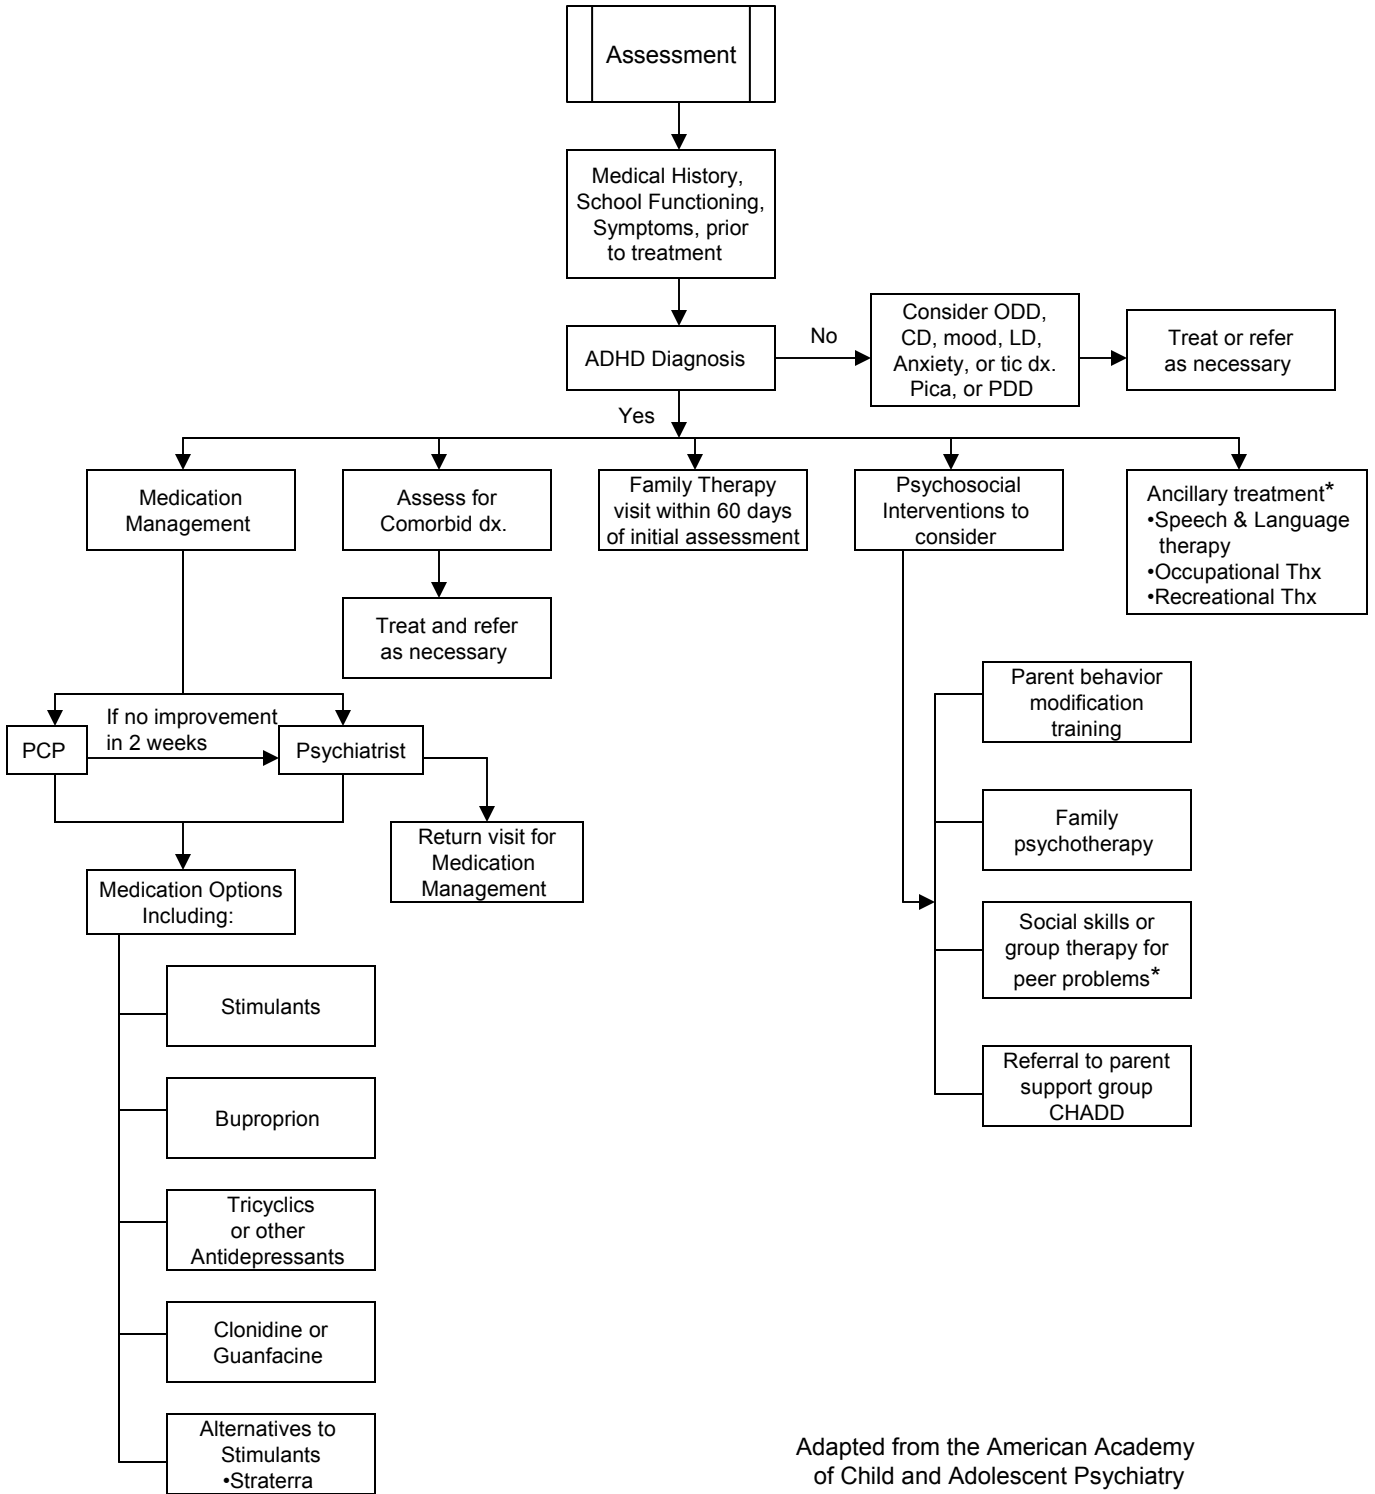 Assessment
Medical History,
School Functioning,
Symptoms, prior
to treatment
ADHD Diagnosis
No
Consider ODD,
CD, mood, LD,
Anxiety, or tic dx.
Pica, or PDD
Treat or refer
as necessary
Yes
Medication
Management
Assess for
Comorbid dx.
Family Therapy
visit within 60 days
of initial assessment
Psychosocial
Interventions to
consider
Ancillary treatment*
•Speech & Language
therapy
•Occupational Thx
•Recreational Thx
Treat and refer
as necessary
PCP
If no improvement
in 2 weeks
Psychiatrist
Return visit for
Medication
Management
Medication Options
Including:
Stimulants
Buproprion
Tricyclics
or other
Antidepressants
Clonidine or
Guanfacine
Alternatives to
Stimulants
•Straterra
Parent behavior
modification
training
Family
psychotherapy
Social skills or
group therapy for
peer problems*
Referral to parent
support group
CHADD
Adapted from the American Academy
of Child and Adolescent Psychiatry